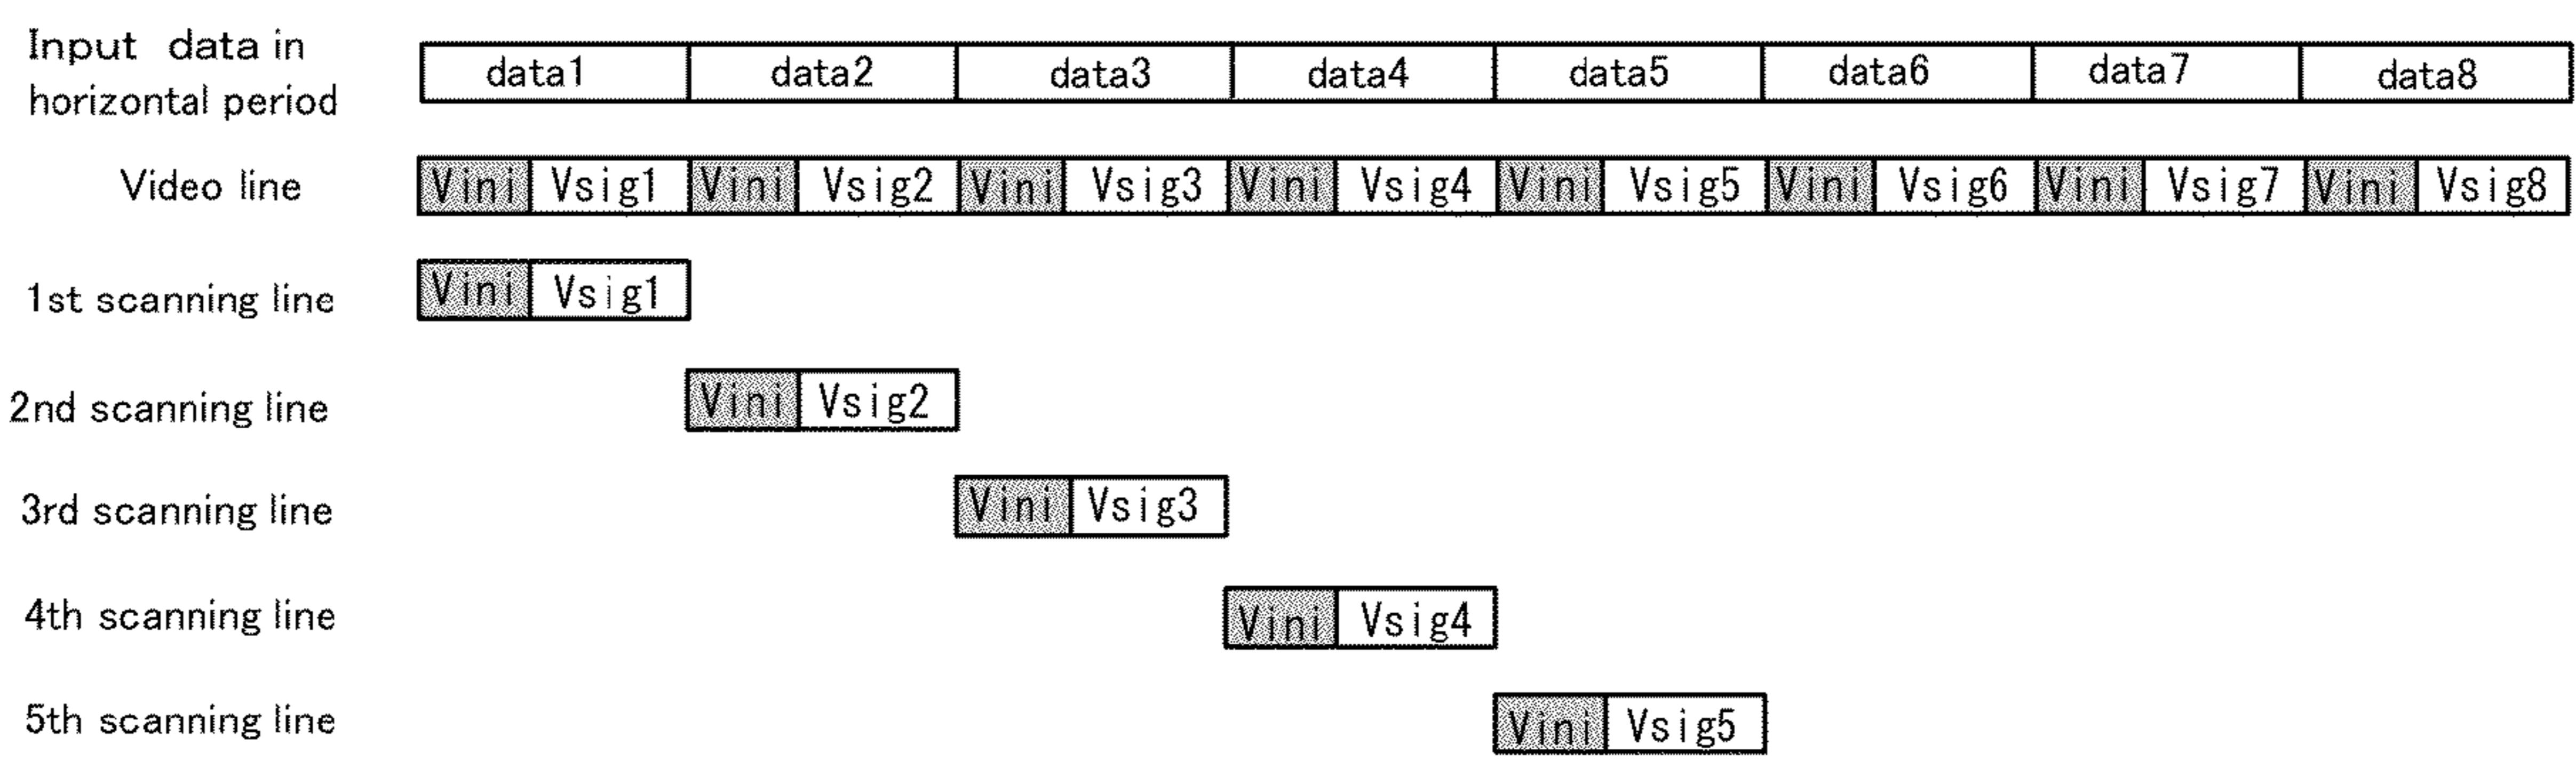 Input data in
horizontal period
data1 data2 data3 data4 data5 data6 data7 data8
Video line
Vini Vsig1 Vini Vsig2 Vini Vsig3 Vini Vsig4 Vini Vsig5 Vini Vsig6 Vini Vsig7 Vini Vsig8
1st scanning line
Vini Vsig1
2nd scanning line
Vini Vsig2
3rd scanning line
Vini Vsig3
4th scanning line
Vini Vsig4
5th scanning line
Vini Vsig5